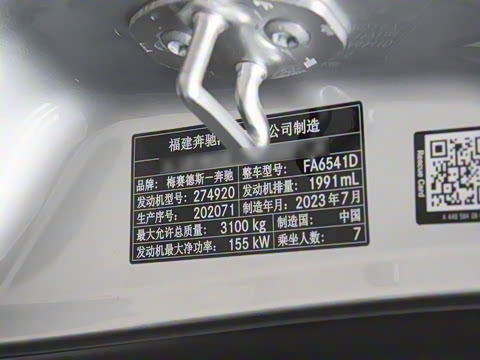 福建奔驰 公司制造
品牌: 梅赛德斯—奔驰 整车型号: FA6541D
发动机型号: 274920 发动机排量: 1991mL
生产序号: 202071 制造年月: 2023年7月
最大允许总质量: 3100 kg 制造国: 中国
发动机最大净功率: 155 kW 乘坐人数: 7
Rescue Card